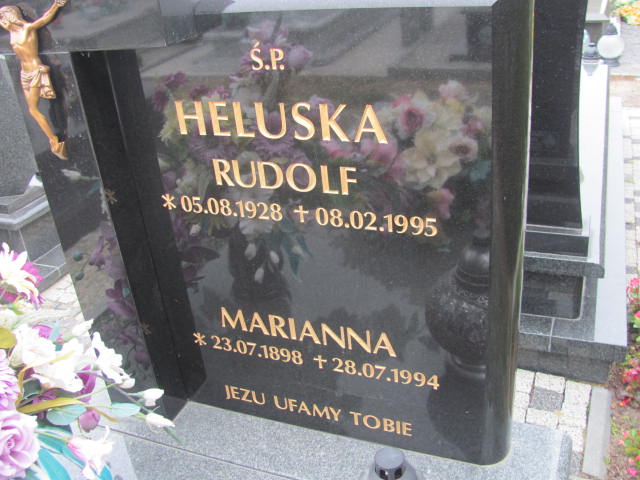 Ś.P.
HELUSKA
RUDOLF
* 05.08.1928 + 08.02.1995
MARIANNA
* 23.07.1898 + 28.07.1994
JEZU UFAMY TOBIE